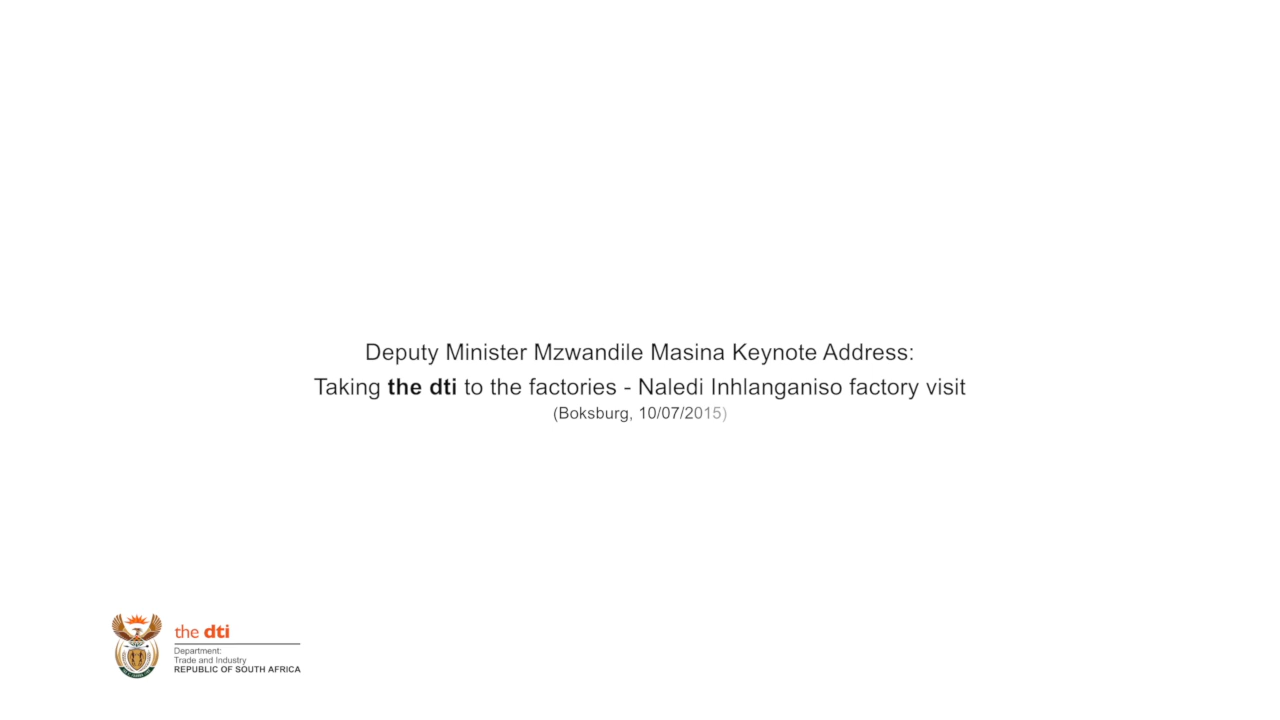 Deputy Minister Mzwandile Masina Keynote Address:
Taking the dti to the factories - Naledi Inhlanganiso factory visit
(Boksburg, 10/07/2015)
the dti
Department:
Trade and Industry
REPUBLIC OF SOUTH AFRICA